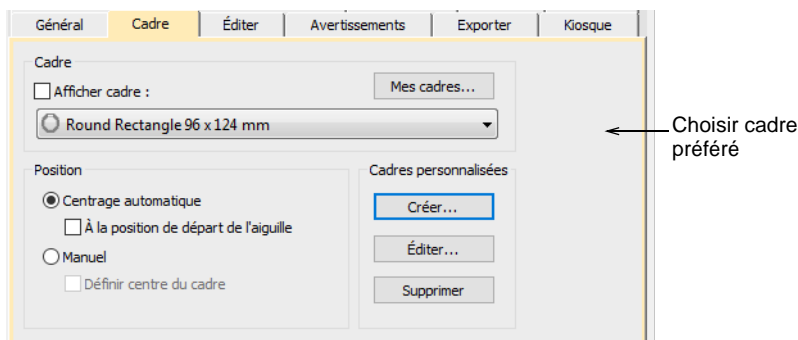 Général Cadre Éditer Avertissements Exporter Kiosque
Cadre
Afficher cadre :
Mes cadres...
Round Rectangle 96 x 124 mm
Choisir cadre
préféré
Position
Centrage automatique
À la position de départ de l'aiguille
Manuel
Définir centre du cadre
Cadres personnalisées
Créer...
Éditer...
Supprimer